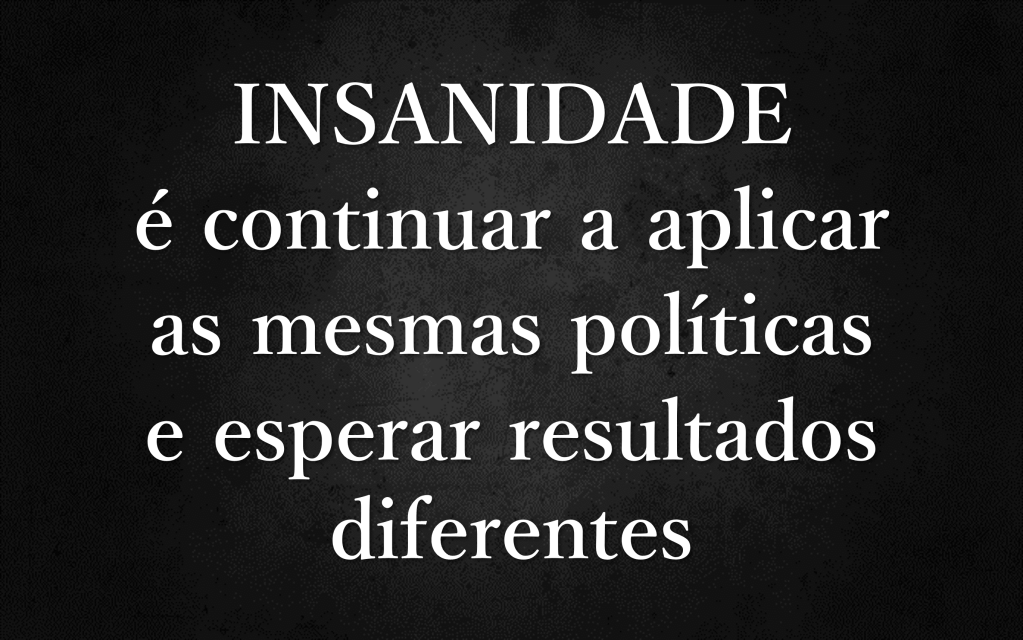 INSANIDADE
é continuar a aplicar
as mesmas políticas
e esperar resultados
diferentes